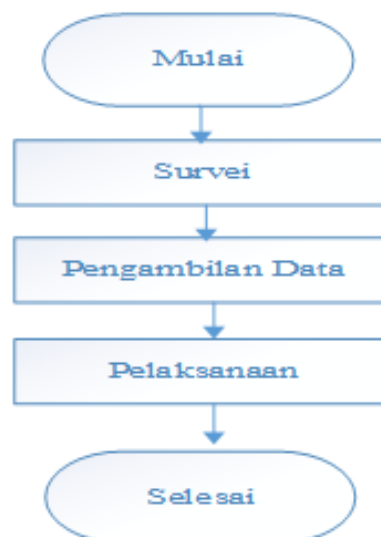 Mulai
Survei
Pengambilan Data
Pelaksanaan
Selesai